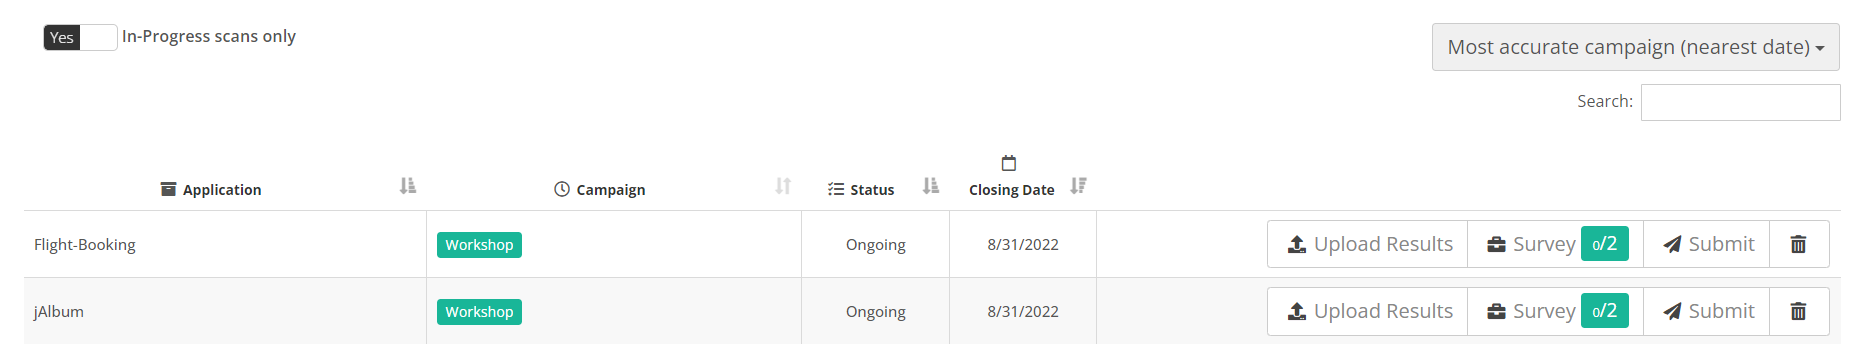 Yes In-Progress scans only
Most accurate campaign (nearest date)
Search:
Application Campaign Status Closing Date
Flight-Booking Workshop Ongoing 8/31/2022 Upload Results Survey 0/2 Submit
jAlbum Workshop Ongoing 8/31/2022 Upload Results Survey 0/2 Submit